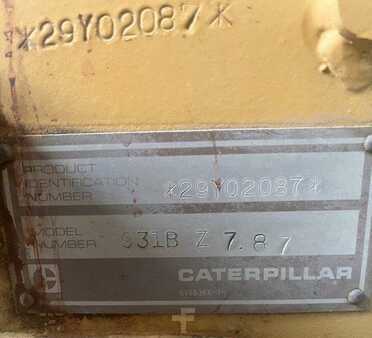 *29Y02087*
PRODUCT
IDENTIFICATION
NUMBER *29Y02087*
MODEL
NUMBER 931B Z 7.87
CATERPILLAR